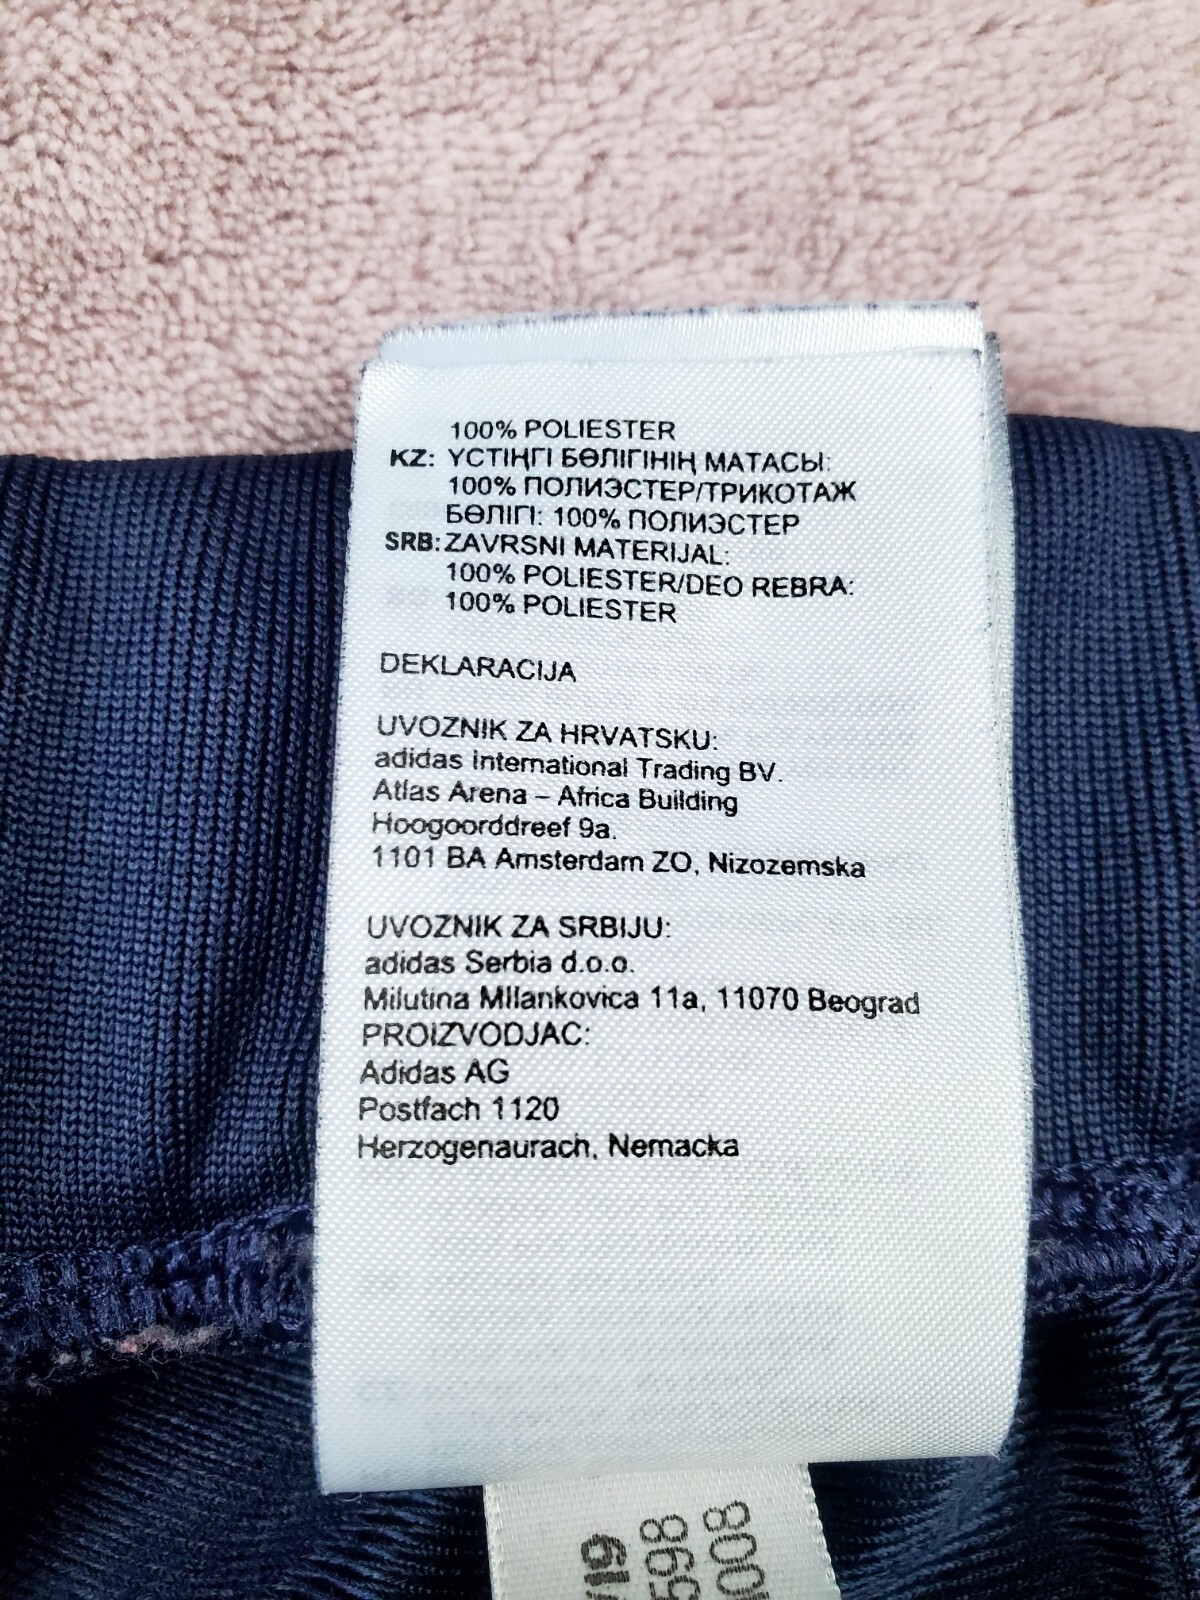 100% POLIESTER
KZ: ҮСТІҢГІ БӨЛІГІНІҢ МАТАСЫ:
100% ПОЛИЭСТЕР/ТРИКОТАЖ
БӨЛІГІ: 100% ПОЛИЭСТЕР
SRB: ZAVRSNI MATERIJAL:
100% POLIESTER/DEO REBRA:
100% POLIESTER
DEKLARACIJA
UVOZNIK ZA HRVATSKU:
adidas International Trading BV.
Atlas Arena – Africa Building
Hoogoorddreef 9a.
1101 BA Amsterdam ZO, Nizozemska
UVOZNIK ZA SRBIJU:
adidas Serbia d.o.o.
Milutina MIlankovica 11a, 11070 Beograd
PROIZVODJAC:
Adidas AG
Postfach 1120
Herzogenaurach, Nemacka